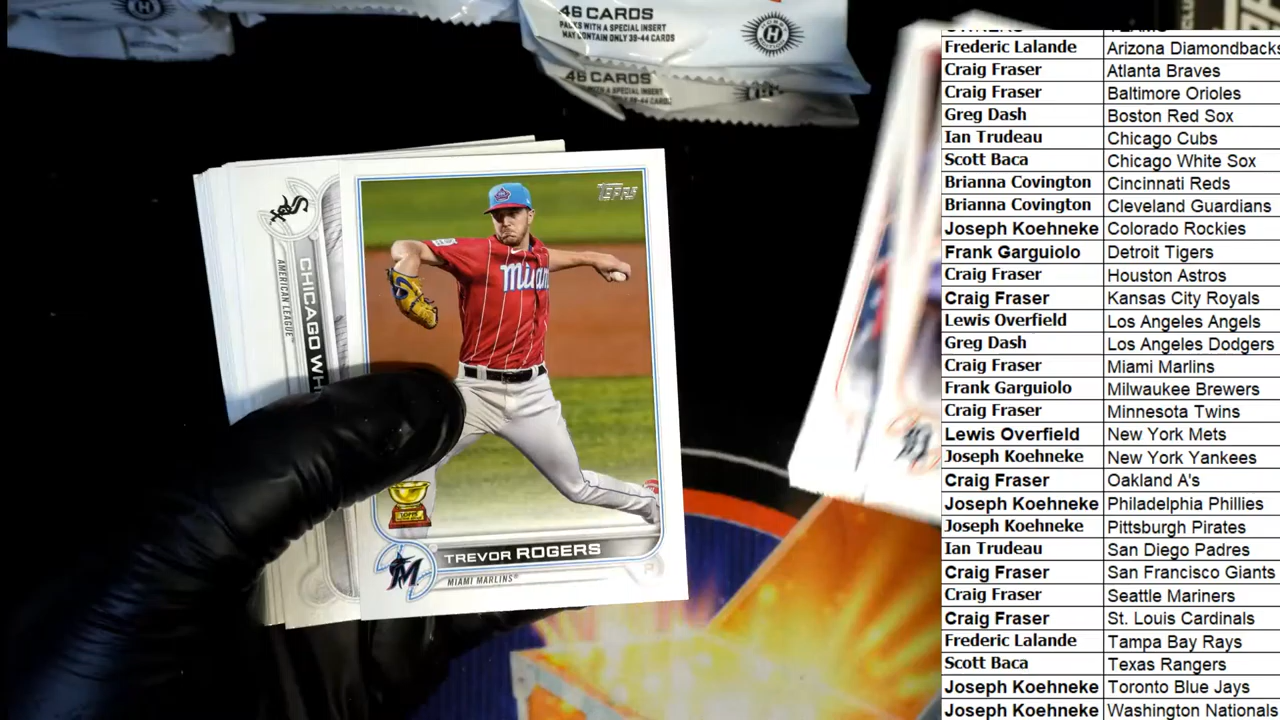 46 CARDS
PACKS WITH A SPECIAL INSERT
MAY CONTAIN ONLY 39-44 CARDS
46 CARDS
WITH A SPECIAL INSERT
H
Topps
Miami
Sox
CHICAGO WH
AMERICAN LEAGUE
TREVOR ROGERS
MIAMI MARLINS
P
M
OWNERS TEAMS
Frederic Lalande Arizona Diamondbacks
Craig Fraser Atlanta Braves
Craig Fraser Baltimore Orioles
Greg Dash Boston Red Sox
Ian Trudeau Chicago Cubs
Scott Baca Chicago White Sox
Brianna Covington Cincinnati Reds
Brianna Covington Cleveland Guardians
Joseph Koehneke Colorado Rockies
Frank Garguiolo Detroit Tigers
Craig Fraser Houston Astros
Craig Fraser Kansas City Royals
Lewis Overfield Los Angeles Angels
Greg Dash Los Angeles Dodgers
Craig Fraser Miami Marlins
Frank Garguiolo Milwaukee Brewers
Craig Fraser Minnesota Twins
Lewis Overfield New York Mets
Joseph Koehneke New York Yankees
Craig Fraser Oakland A's
Joseph Koehneke Philadelphia Phillies
Joseph Koehneke Pittsburgh Pirates
Ian Trudeau San Diego Padres
Craig Fraser San Francisco Giants
Craig Fraser Seattle Mariners
Craig Fraser St. Louis Cardinals
Frederic Lalande Tampa Bay Rays
Scott Baca Texas Rangers
Joseph Koehneke Toronto Blue Jays
Joseph Koehneke Washington Nationals